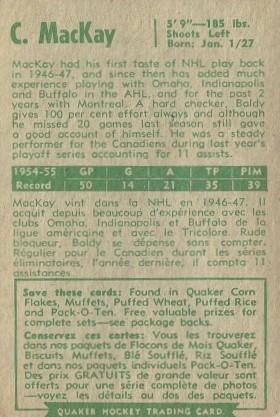 C. MacKay
5'9"—185 lbs.
Shoots Left
Born: Jan. 1/27
MacKay had his first taste of NHL play back
in 1946-47, and since then has added much
experience playing with Omaha, Indianapolis
and Buffalo in the AHL, and for the past 2
years with Montreal. A hard checker, Baldy
gives 100 per cent effort always and although
he missed 20 games last season still gave
a good account of himself. He was a steady
performer for the Canadiens during last year's
playoff series accounting for 11 assists.
1954-55 GP G A TP PIM
Record 50 14 21 35 39
MacKay vint dans la NHL en 1946-47. Il
acquit depuis beaucoup d'expérience avec les
clubs Omaha, Indianapolis et Buffalo de la
ligue américaine et avec le Tricolore. Rude
bloqueur, Baldy se dépense sans compter.
Régulier pour le Canadien durant les séries
éliminatoires, l'année dernière, il compta 11
assistances
Save these cards: Found in Quaker Corn
Flakes, Muffets, Puffed Wheat, Puffed Rice
and Pack-O-Ten. Free valuable prizes for
complete sets—see package backs.
Conservez ces cartes: Vous les trouverez
dans nos paquets de Flocons de Maïs Quaker,
Biscuits Muffets, Blé Soufflé, Riz Soufflé
et dans nos paquets assortis Pack-O-Ten.
Des prix GRATUITS de grande valeur sont
offerts pour une série complète de photos
—voyez les détails au dos des paquets.
QUAKER HOCKEY TRADING CARD